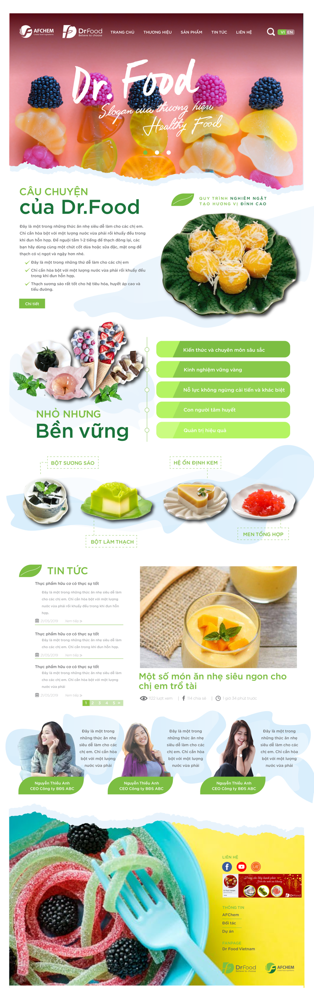 AFCHEM
Create food ingredients
DrFood
Believe to choose
TRANG CHỦ
THƯƠNG HIỆU
SẢN PHẨM
TIN TỨC
LIÊN HỆ
VI EN
Dr. Food
Slogan của thương hiệu
Healthy Food
CÂU CHUYỆN
của Dr.Food
QUY TRÌNH NGHIÊM NGẶT
TẠO HƯƠNG VỊ ĐỈNH CAO
Đây là một trong những thức ăn nhẹ siêu dễ làm cho các chị em.
Chỉ cần hòa bột với một lượng nước vừa phải rồi khuấy đều trong
khi đun hỗn hợp. Để nguội tầm 1-2 tiếng để thạch đông lại, các
bạn hãy dùng cùng một chút cốt dừa hoặc sữa đặc, mật ong để
thạch có vị ngọt và ngậy hơn nhé.
Đây là một trong những thứ dễ làm cho các chị em
Chỉ cần hòa bột với một lượng nước vừa phải rồi khuấy đều
trong khi đun hỗn hợp.
Thạch sương sáo rất tốt cho hệ tiêu hóa, huyết áp cao và
tiểu đường.
Chi tiết
Kiến thức và chuyên môn sâu sắc
Kinh nghiệm vững vàng
Nỗ lực không ngừng cải tiến và khác biệt
Con người tâm huyết
Quản trị hiệu quả
NHỎ NHƯNG
Bền vững
BỘT SƯƠNG SÁO
HỆ ỔN ĐỊNH KEM
BỘT LÀM THẠCH
MEN TỔNG HỢP
TIN TỨC
Thực phẩm hữu cơ có thực sự tốt
Đây là một trong những thức ăn nhẹ siêu dễ làm
cho các chị em. Chỉ cần hòa bột với một lượng
nước vừa phải rồi khuấy đều trong khi đun hỗn
hợp.
21/05/2019 Xem tiếp
Thực phẩm hữu cơ có thực sự tốt
Đây là một trong những thức ăn nhẹ siêu dễ làm
cho các chị em. Chỉ cần trong khi đun hỗn hợp.
21/05/2019 Xem tiếp
Thực phẩm hữu cơ có thực sự tốt
Đây là một trong những thức ăn nhẹ siêu dễ làm
cho các chị em. Chỉ cần hòa bột với một lượng
nước vừa phải
21/05/2019 Xem tiếp
1 2 3 4 5 »
Một số món ăn nhẹ siêu ngon cho
chị em trổ tài
1122 lượt xem | 114 chia sẻ | 1 giờ 34 phút trước
Đây là một trong
những thức ăn nhẹ
siêu dễ làm cho các
chị em. Chỉ cần hòa
bột với một lượng
nước vừa phải
Nguyễn Thiều Anh
CEO Công ty BĐS ABC
Đây là một trong
những thức ăn nhẹ
siêu dễ làm cho các
chị em. Chỉ cần hòa
bột với một lượng
nước vừa phải
Nguyễn Thiều Anh
CEO Công ty BĐS ABC
Đây là một trong
những thức ăn nhẹ
siêu dễ làm cho các
chị em. Chỉ cần hòa
bột với một lượng
nước vừa phải
Nguyễn Thiều Anh
CEO Công ty BĐS ABC
LIÊN HỆ
Dr Food Vietnam
DrFood
THÔNG TIN
AFChem
Đối tác
Dự án
FANPAGE
Dr Food Vietnam
DrFood
Believe to choose
AFCHEM
Create food ingredients